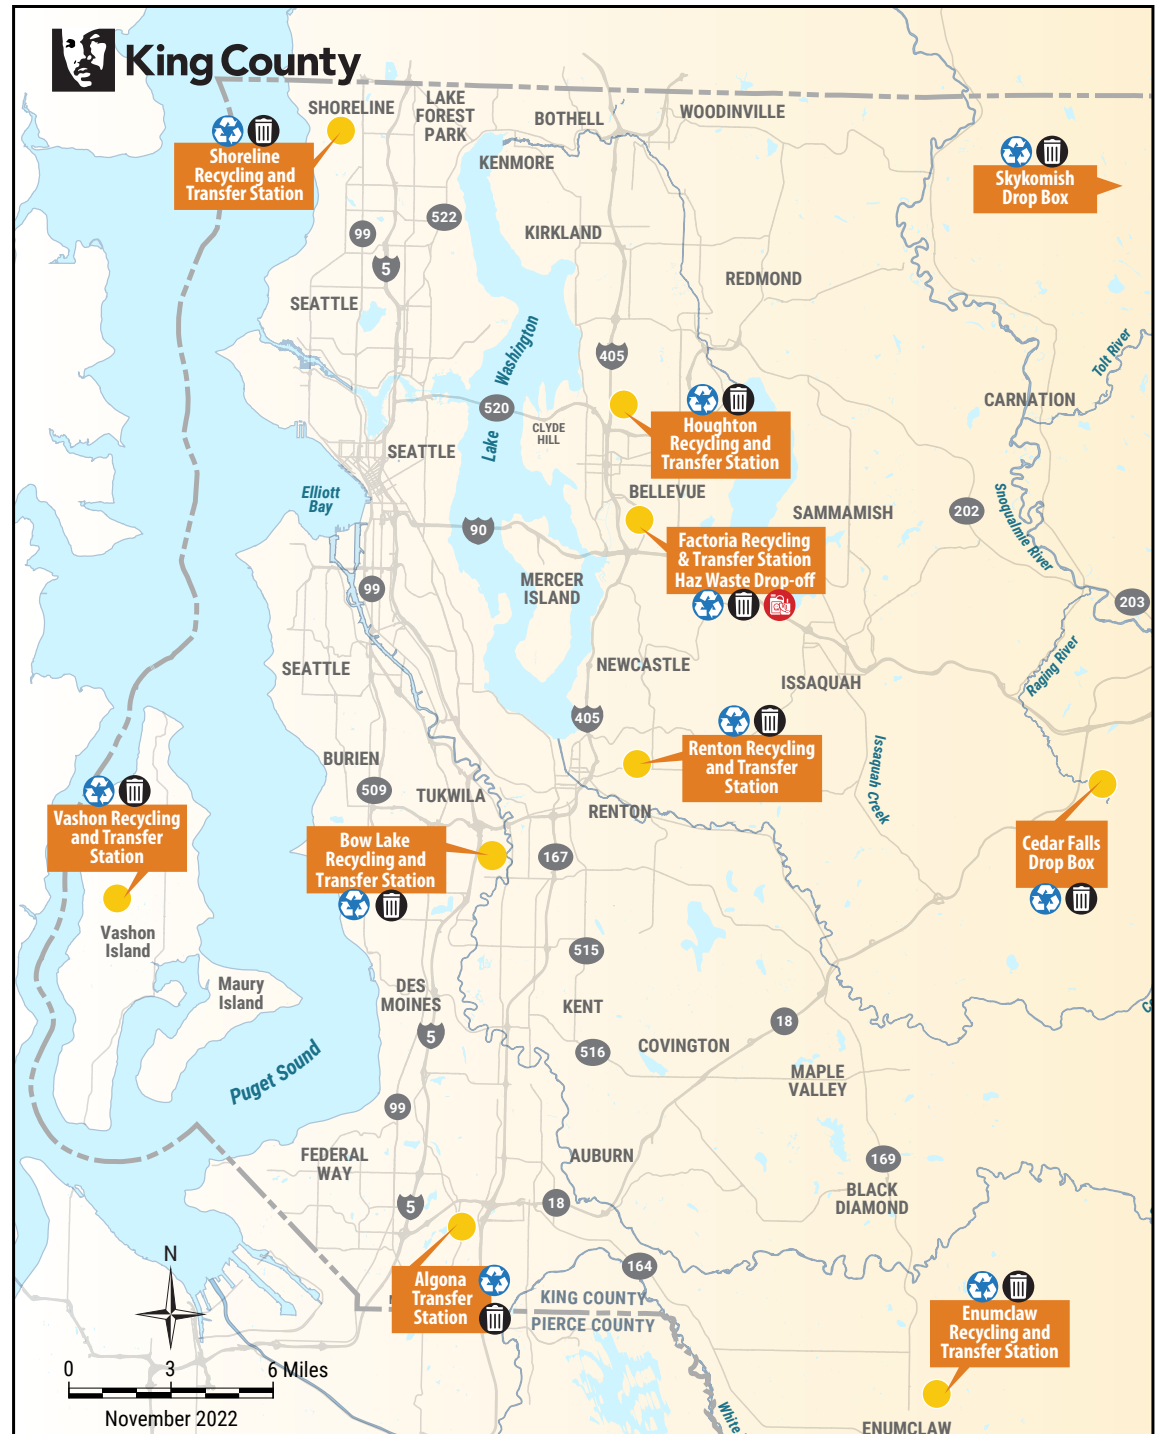 King County
SHORELINE
LAKE
FOREST
PARK
BOTHELL
WOODINVILLE
KENMORE
Shoreline
Recycling and
Transfer Station
Skykomish
Drop Box
522
99
KIRKLAND
5
REDMOND
SEATTLE
Lake Washington
405
Tolt River
520
CARNATION
CLYDE
HILL
Houghton
Recycling and
Transfer Station
SEATTLE
Elliott
Bay
BELLEVUE
SAMMAMISH
202
Snoqualmie River
90
Factoria Recycling
& Transfer Station
Haz Waste Drop-off
99
MERCER
ISLAND
203
SEATTLE
NEWCASTLE
ISSAQUAH
Raging River
405
Renton Recycling
and Transfer
Station
Issaquah Creek
BURIEN
509
TUKWILA
RENTON
Vashon Recycling
and Transfer
Station
Bow Lake
Recycling and
Transfer Station
167
Cedar Falls
Drop Box
Vashon
Island
515
Maury
Island
DES
MOINES
KENT
18
5
516
COVINGTON
Puget Sound
MAPLE
VALLEY
99
FEDERAL
WAY
AUBURN
169
BLACK
DIAMOND
5
18
N
164
Algona
Transfer
Station
KING COUNTY
PIERCE COUNTY
Enumclaw
Recycling and
Transfer Station
0 3 6 Miles
November 2022
White
ENUMCLAW